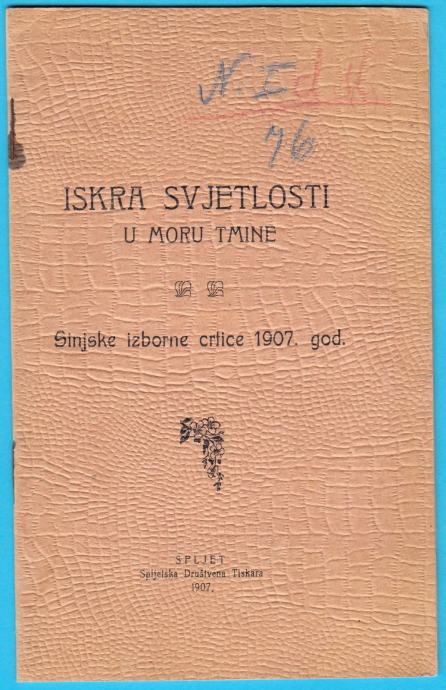 N. I
76
ISKRA SVJETLOSTI
U MORU TMINE
Sinjske izborne crtice 1907. god.
SPLJET
Spljetska Društvena Tiskara
1907.